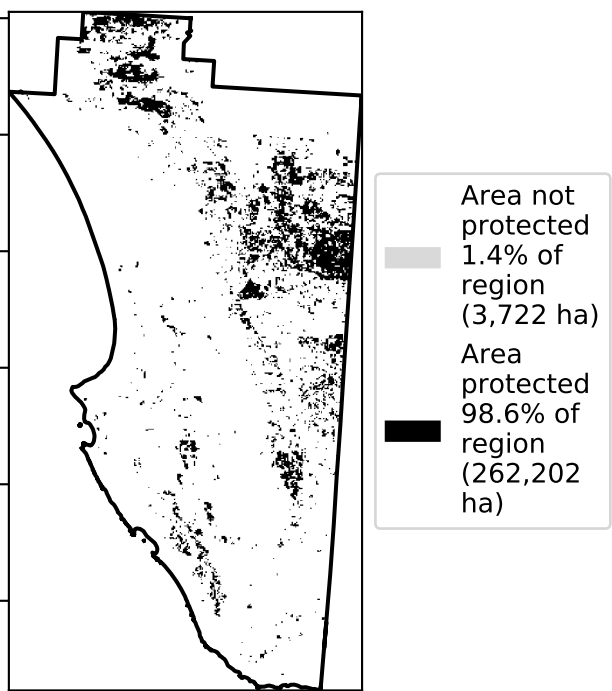 Area not
protected
1.4% of
region
(3,722 ha)
Area
protected
98.6% of
region
(262,202
ha)